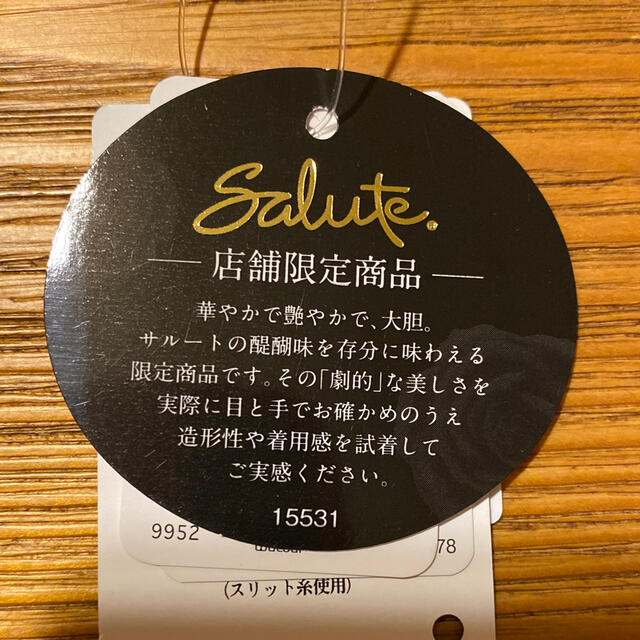 Salute®
店舗限定商品
華やかで艶やかで、大胆。
サルートの醍醐味を存分に味わえる
限定商品です。その「劇的」な美しさを
実際に目と手でお確かめのうえ
造形性や着用感を試着して
ご実感ください。
15531
9952
78
(スリット糸使用)